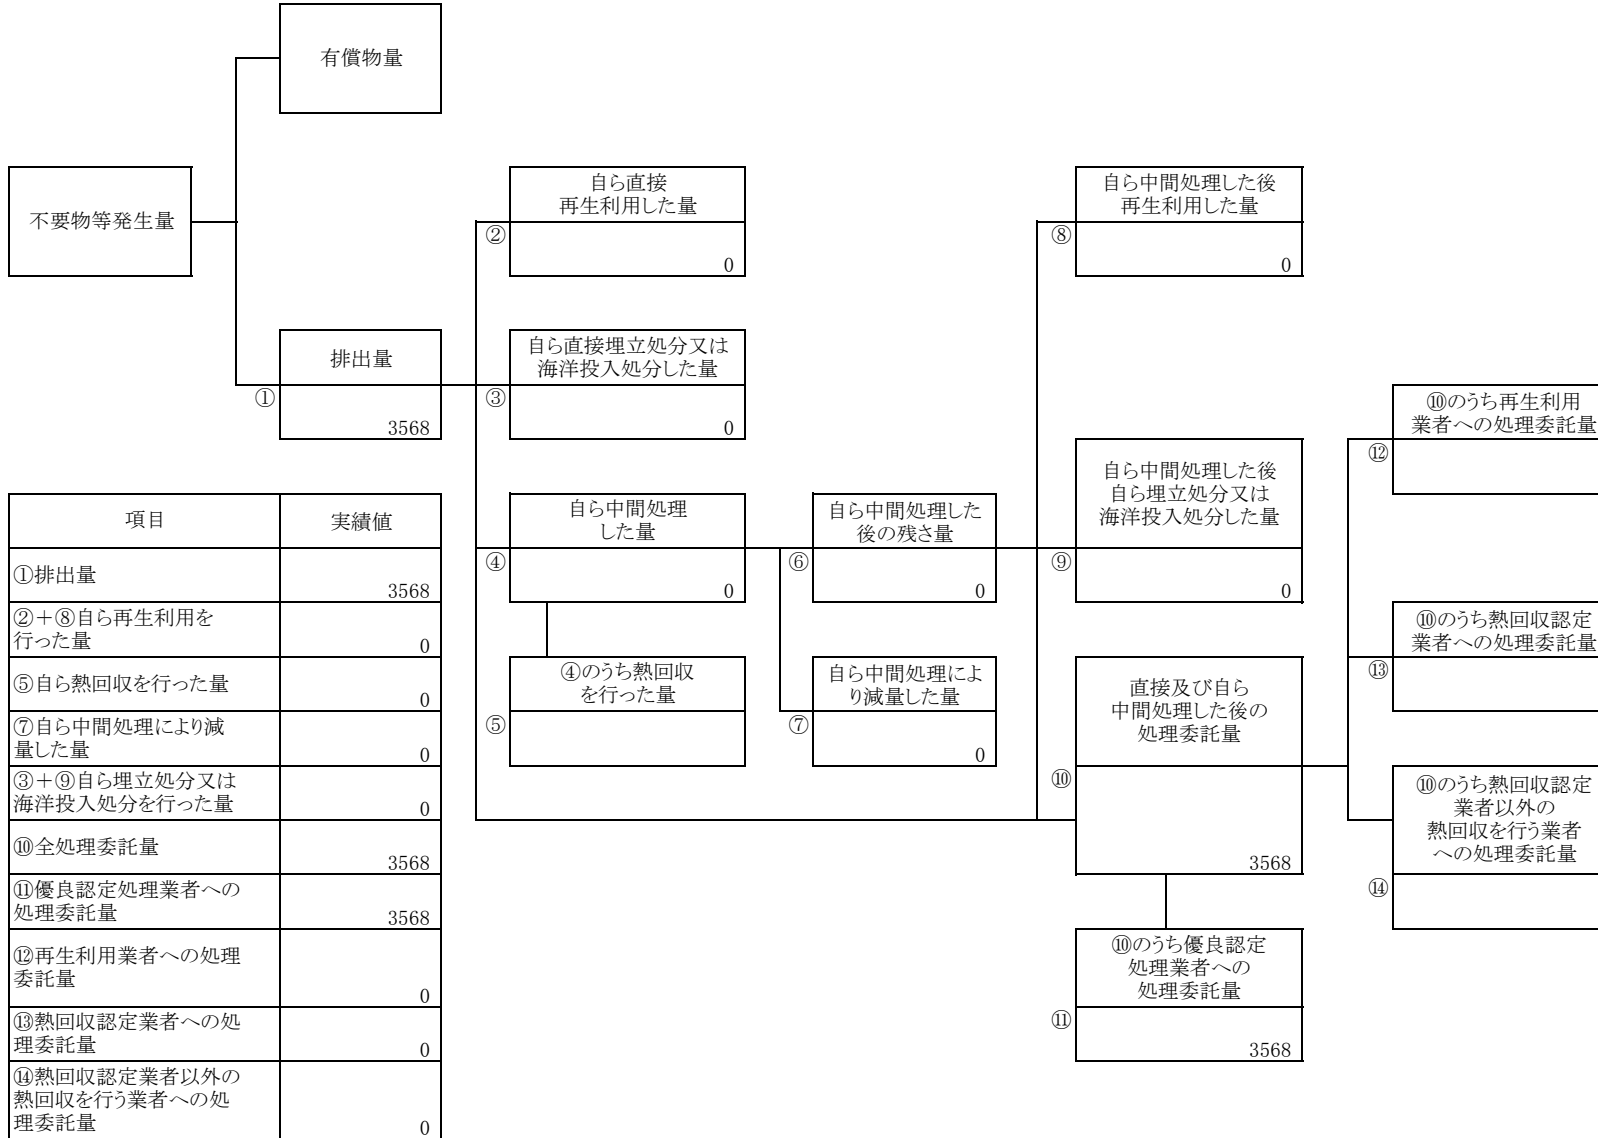 有償物量
不要物等発生量
自ら直接
再生利用した量
②
0
自ら中間処理した後
再生利用した量
⑧
0
排出量
①
3568
自ら直接埋立処分又は
海洋投入処分した量
③
0
⑩のうち再生利用
業者への処理委託量
⑫
自ら中間処理した後
自ら埋立処分又は
海洋投入処分した量
⑨
0
自ら中間処理
した量
④
0
自ら中間処理した
後の残さ量
⑥
0
⑩のうち熱回収認定
業者への処理委託量
⑬
④のうち熱回収
を行った量
⑤
自ら中間処理によ
り減量した量
⑦
0
直接及び自ら
中間処理した後の
処理委託量
⑩
3568
⑩のうち熱回収認定
業者以外の
熱回収を行う業者
への処理委託量
⑭
⑩のうち優良認定
処理業者への
処理委託量
⑪
3568
項目 実績値
①排出量
3568
②+⑧自ら再生利用を
行った量
0
⑤自ら熱回収を行った量
0
⑦自ら中間処理により減
量した量
0
③+⑨自ら埋立処分又は
海洋投入処分を行った量
0
⑩全処理委託量
3568
⑪優良認定処理業者への
処理委託量
3568
⑫再生利用業者への処理
委託量
0
⑬熱回収認定業者への処
理委託量
0
⑭熱回収認定業者以外の
熱回収を行う業者への処
理委託量
0